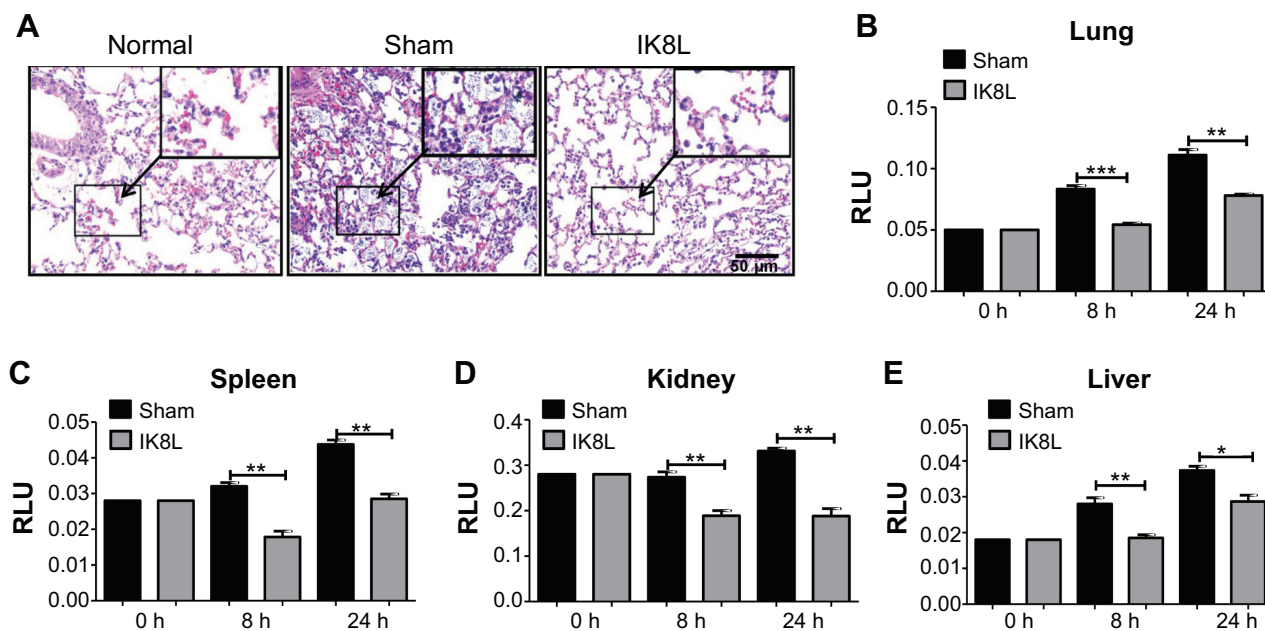 A
Normal
Sham
IK8L
50 µm
B
Lung
Sham
IK8L
RLU
0.15
0.10
0.05
0.00
***
**
0 h
8 h
24 h
C
Spleen
Sham
IK8L
RLU
0.05
0.04
0.03
0.02
0.01
0.00
**
**
0 h
8 h
24 h
D
Kidney
Sham
IK8L
RLU
0.4
0.3
0.2
0.1
0.0
**
**
0 h
8 h
24 h
E
Liver
Sham
IK8L
RLU
0.05
0.04
0.03
0.02
0.01
0.00
**
*
0 h
8 h
24 h